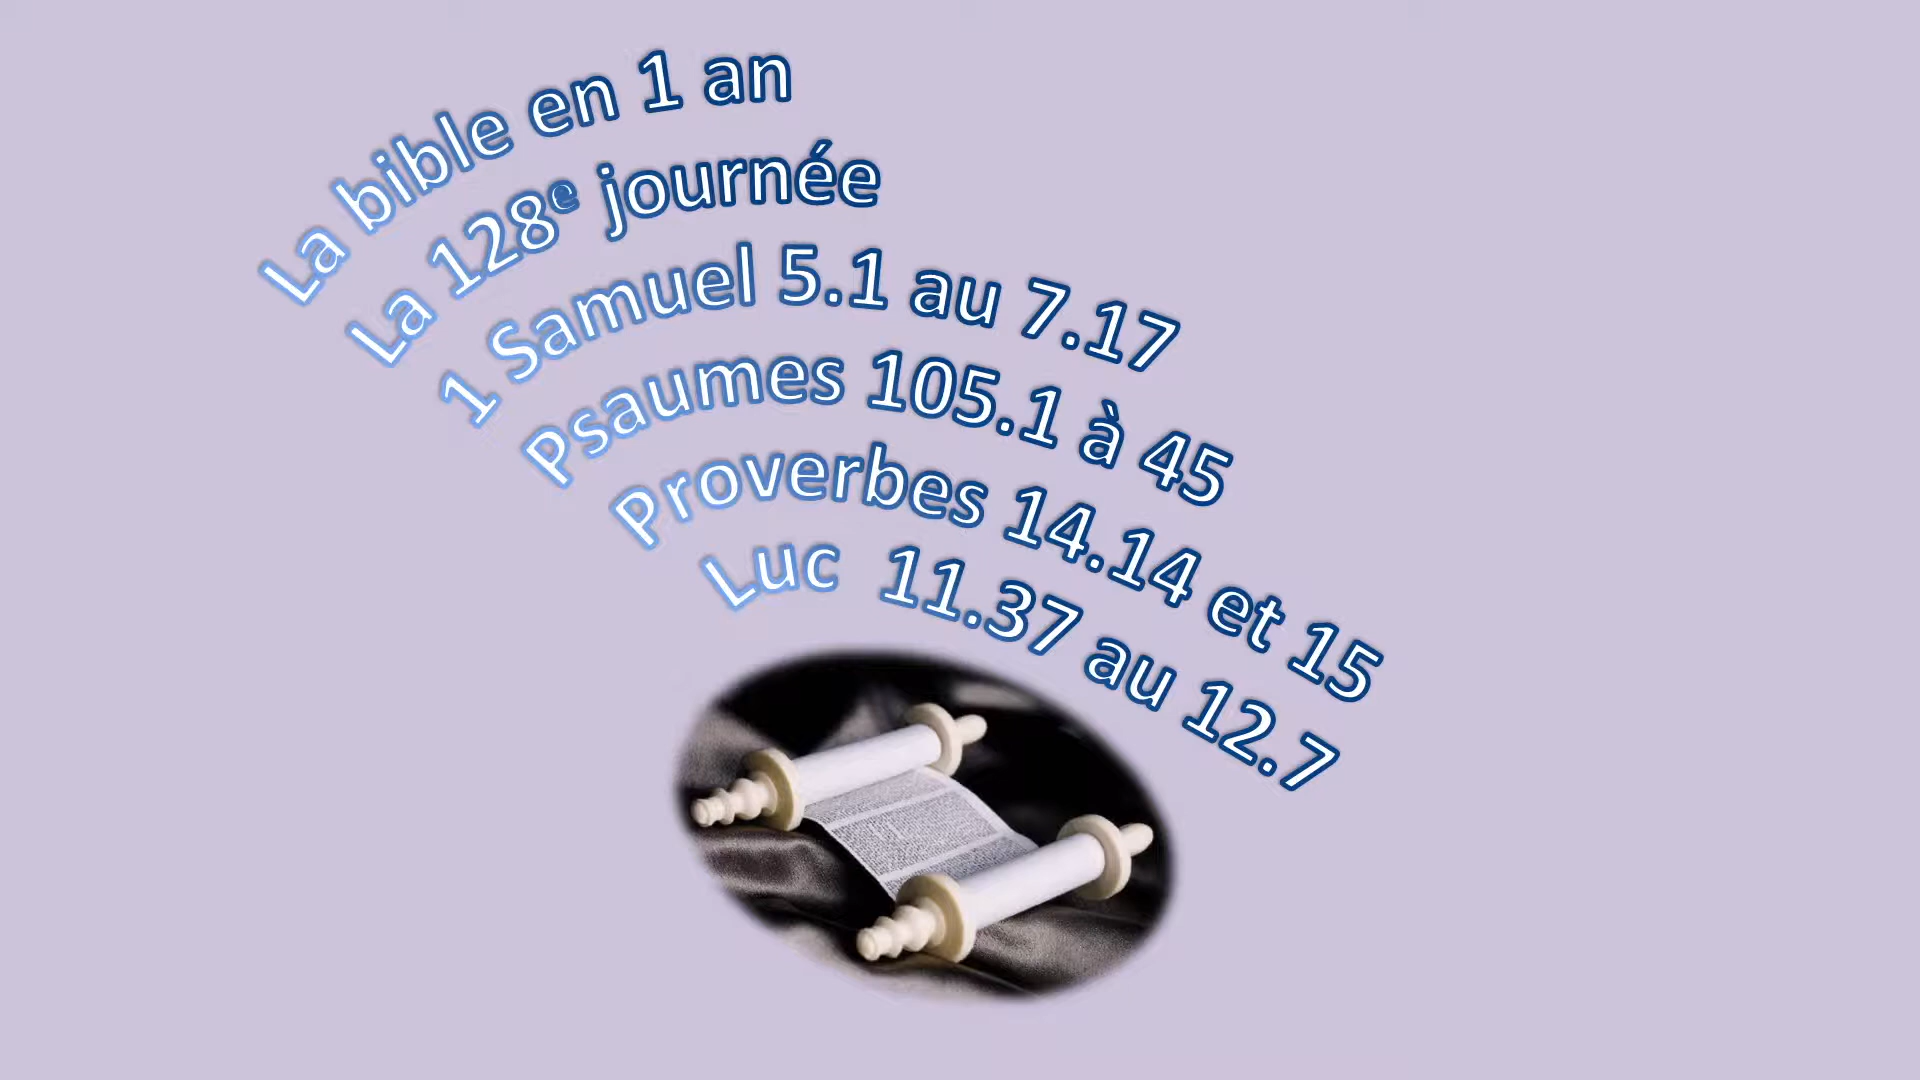 La bible en 1 an
La 128e journée
1 Samuel 5.1 au 7.17
Psaumes 105.1 à 45
Proverbes 14.14 et 15
Luc 11.37 au 12.7